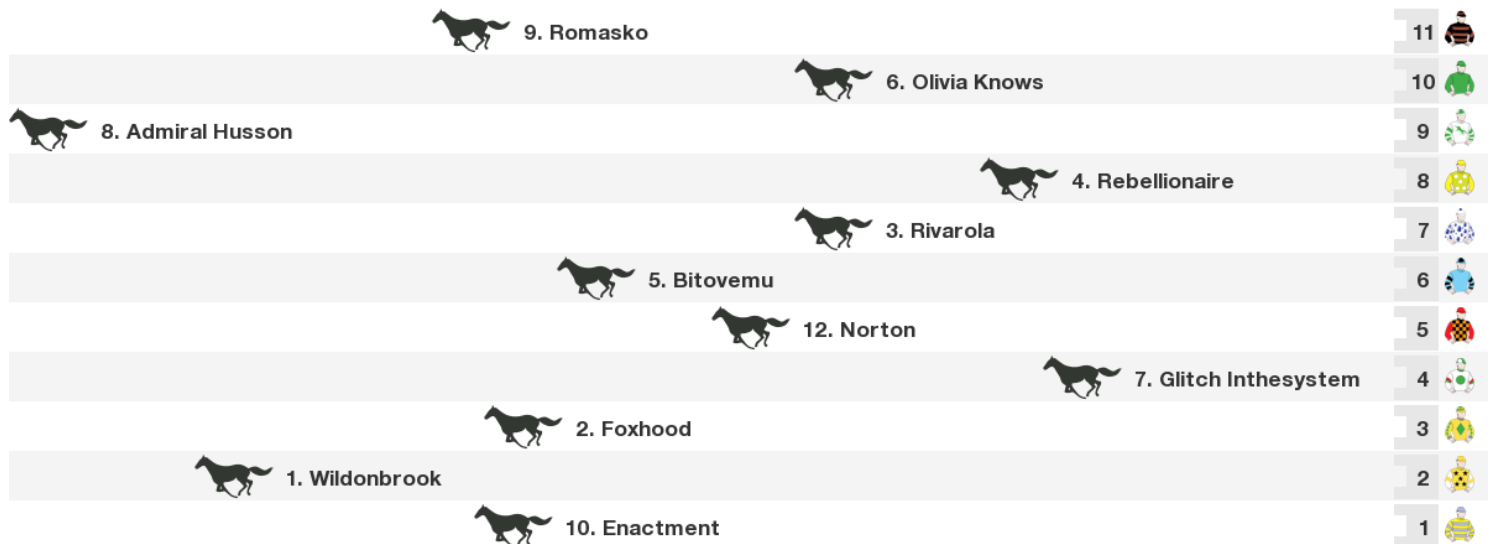 9. Romasko 11
6. Olivia Knows 10
8. Admiral Husson 9
4. Rebellionaire 8
3. Rivarola 7
5. Bitovemu 6
12. Norton 5
7. Glitch Inthesystem 4
2. Foxhood 3
1. Wildonbrook 2
10. Enactment 1